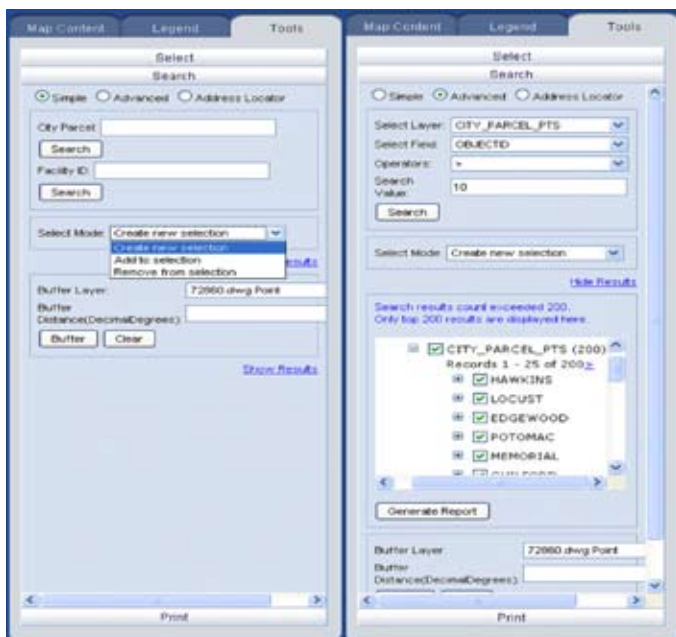 Map Content Legend Tools
Select
Search
Simple Advanced Address Locator
City Parcel:
Search
Facility ID:
Search
Select Mode: Create new selection
Create new selection
Add to selection
Remove from selection
Results
Buffer Layer: 72860.dwg Point
Buffer
Distance(DecimalDegrees):
Buffer Clear
Show Results
Print
Map Content Legend Tools
Select
Search
Simple Advanced Address Locator
Select Layer: CITY_PARCEL_PTS
Select Field: OBJECTID
Operators: >
Search
Value: 10
Search
Select Mode: Create new selection
Hide Results
Search results count exceeded 200.
Only top 200 results are displayed here.
CITY_PARCEL_PTS (200)
Records 1 - 25 of 200 >
HAWKINS
LOCUST
EDGEWOOD
POTOMAC
MEMORIAL
Generate Report
Buffer Layer: 72860.dwg Point
Buffer
Distance(DecimalDegrees):
Print